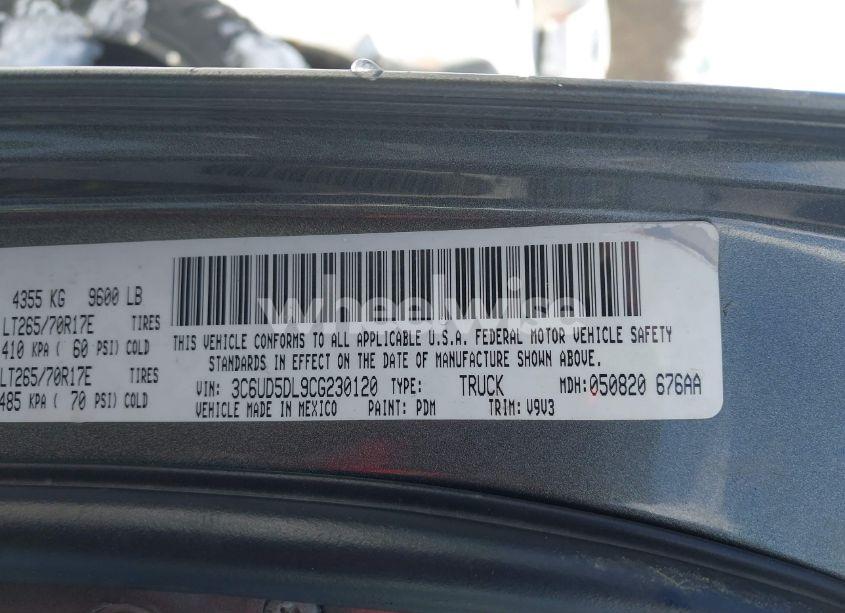 4355 KG 9600 LB
LT265/70R17E TIRES
410 KPA ( 60 PSI) COLD
LT265/70R17E TIRES
485 KPA ( 70 PSI) COLD
wheelwise
THIS VEHICLE CONFORMS TO ALL APPLICABLE U.S.A. FEDERAL MOTOR VEHICLE SAFETY
STANDARDS IN EFFECT ON THE DATE OF MANUFACTURE SHOWN ABOVE.
VIN: 3C6UD5DL9CG230120 TYPE: TRUCK MDH: 050820 676AA
VEHICLE MADE IN MEXICO PAINT: PDM TRIM: V9V3